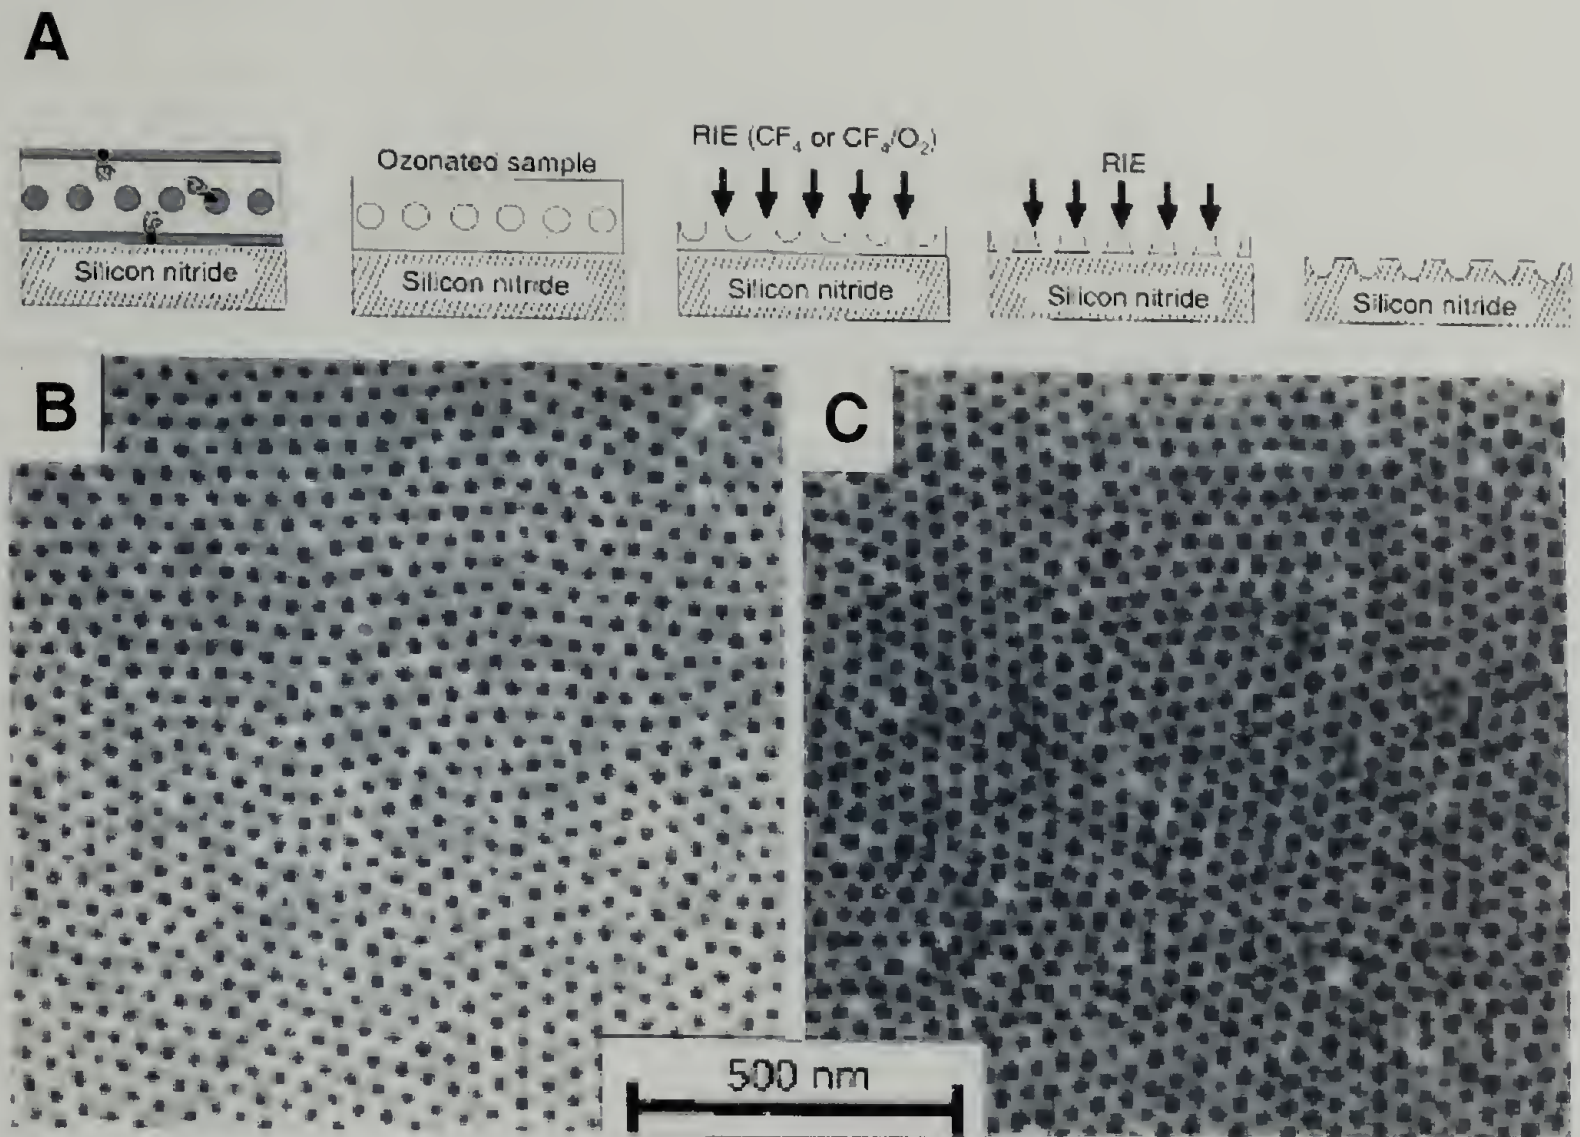 A
Ozonated sample
RIE (CF₄ or CF₄/O₂)
RIE
Silicon nitride
Silicon nitride
Silicon nitride
Silicon nitride
Silicon nitride
B
C
500 nm